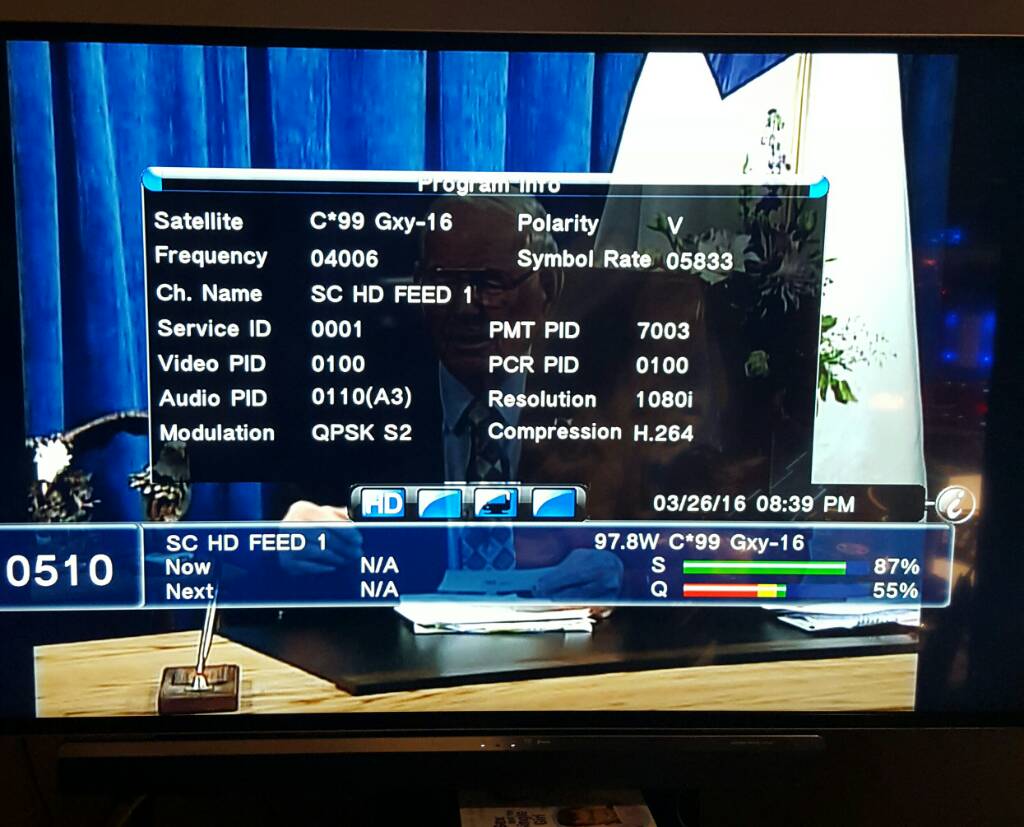 Program Info
Satellite C*99 Gxy-16 Polarity V
Frequency 04006 Symbol Rate 05833
Ch. Name SC HD FEED 1
Service ID 0001 PMT PID 7003
Video PID 0100 PCR PID 0100
Audio PID 0110(A3) Resolution 1080i
Modulation QPSK S2 Compression H.264
HD 03/26/16 08:39 PM i
0510 SC HD FEED 1 97.8W C*99 Gxy-16
Now N/A S 87%
Next N/A Q 55%